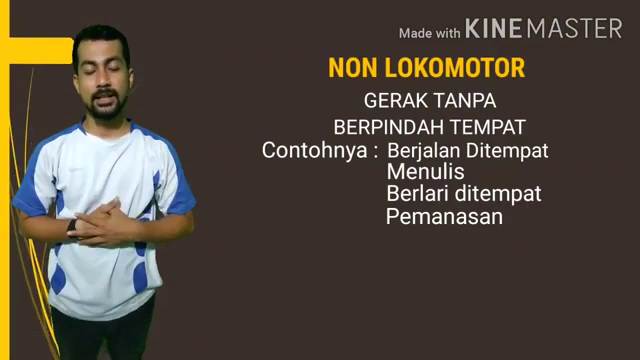 Made with KINEMASTER
NON LOKOMOTOR
GERAK TANPA
BERPINDAH TEMPAT
Contohnya : Berjalan Ditempat
Menulis
Berlari ditempat
Pemanasan